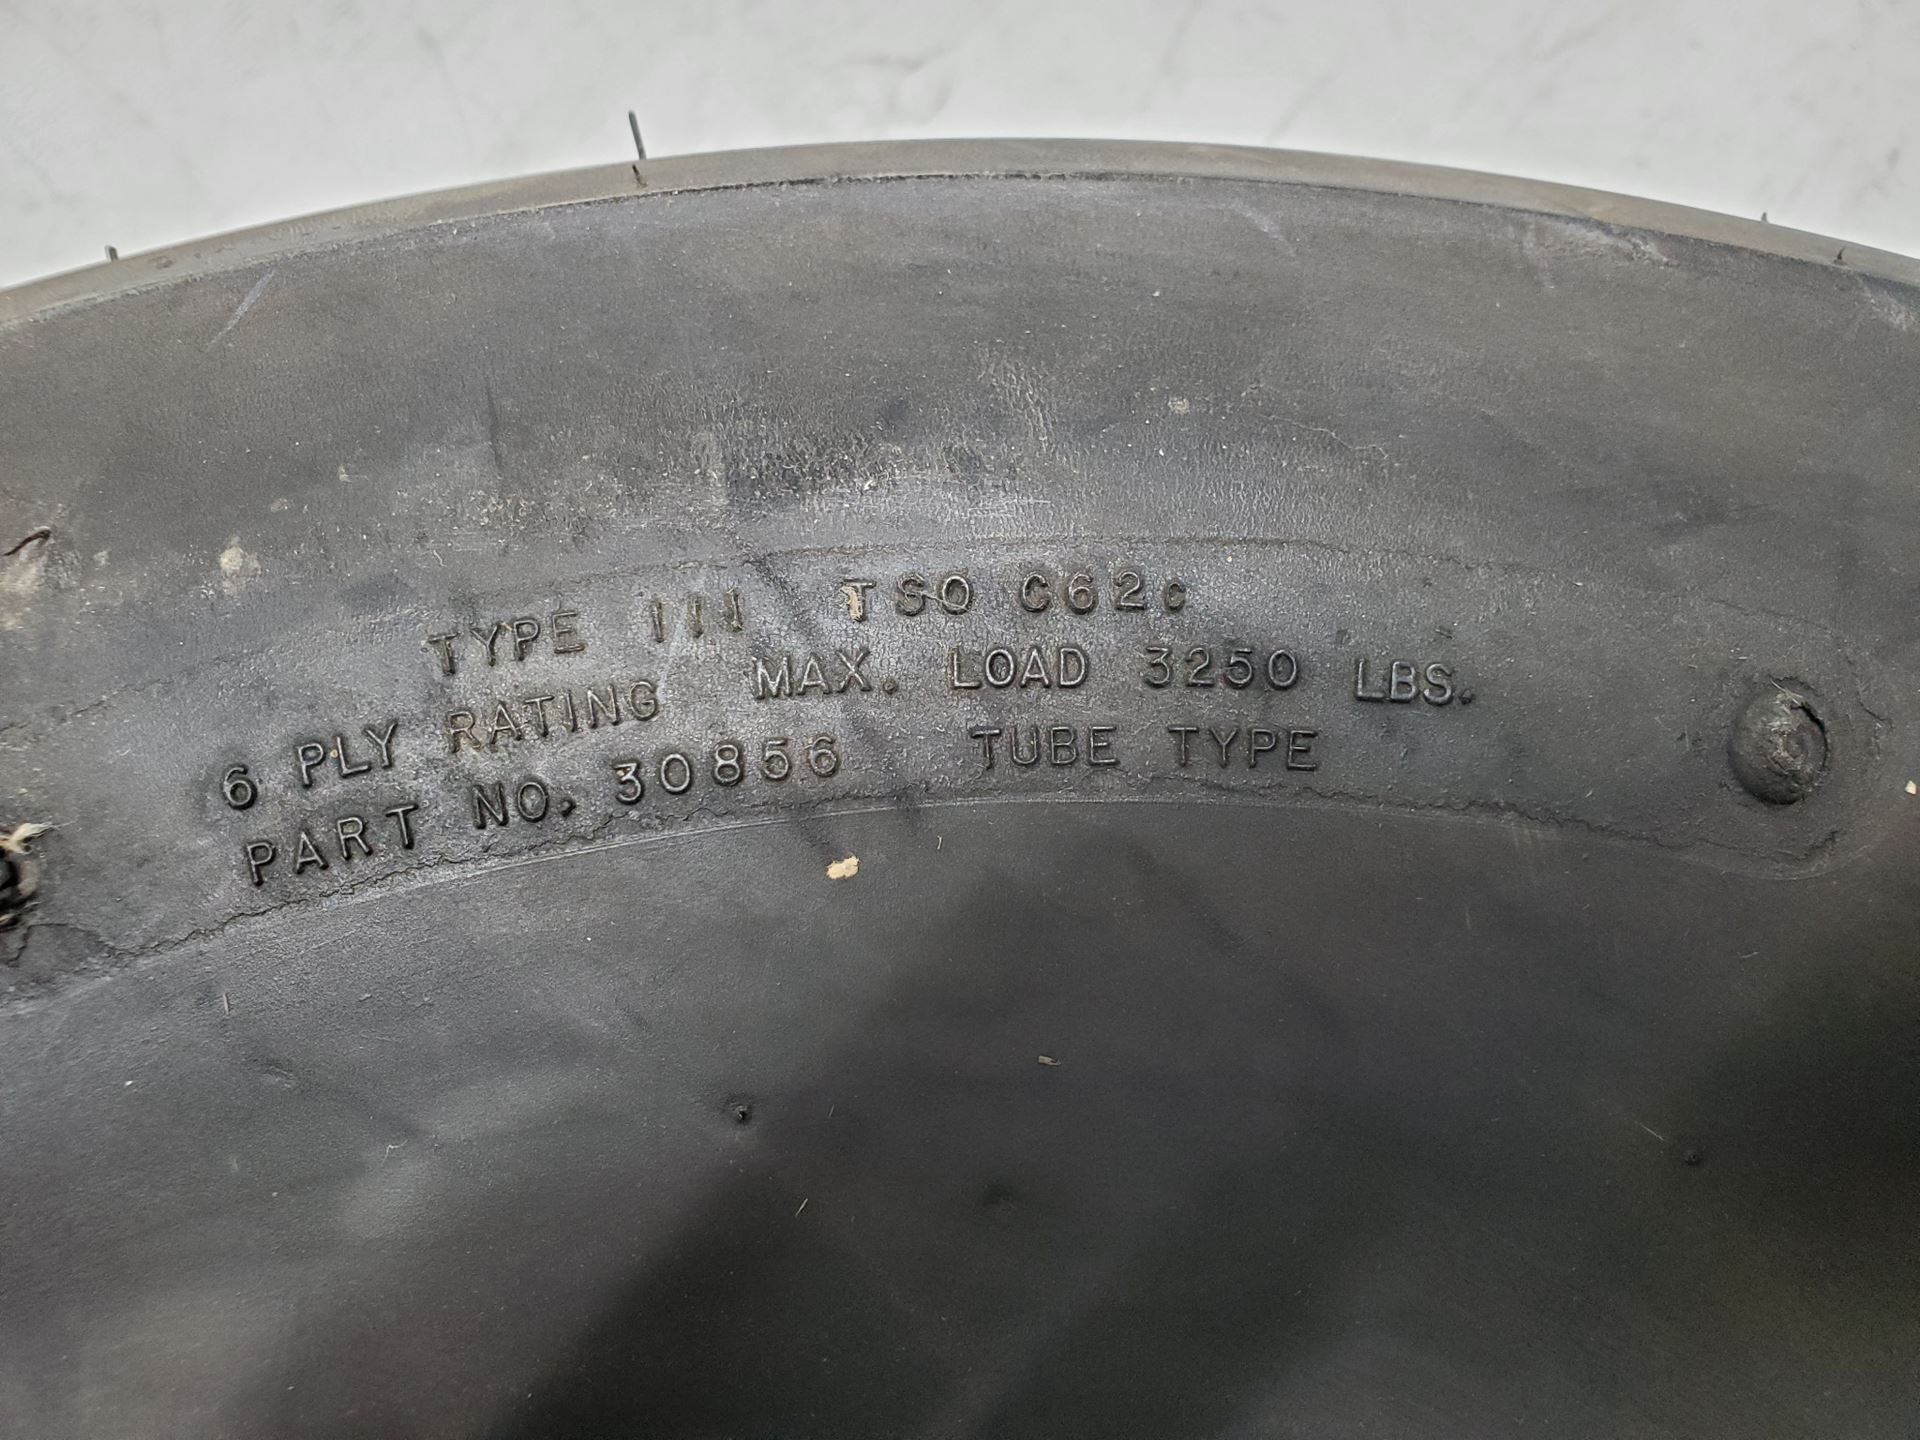 TYPE III TSO C62c
6 PLY RATING MAX. LOAD 3250 LBS.
PART NO. 30856 TUBE TYPE